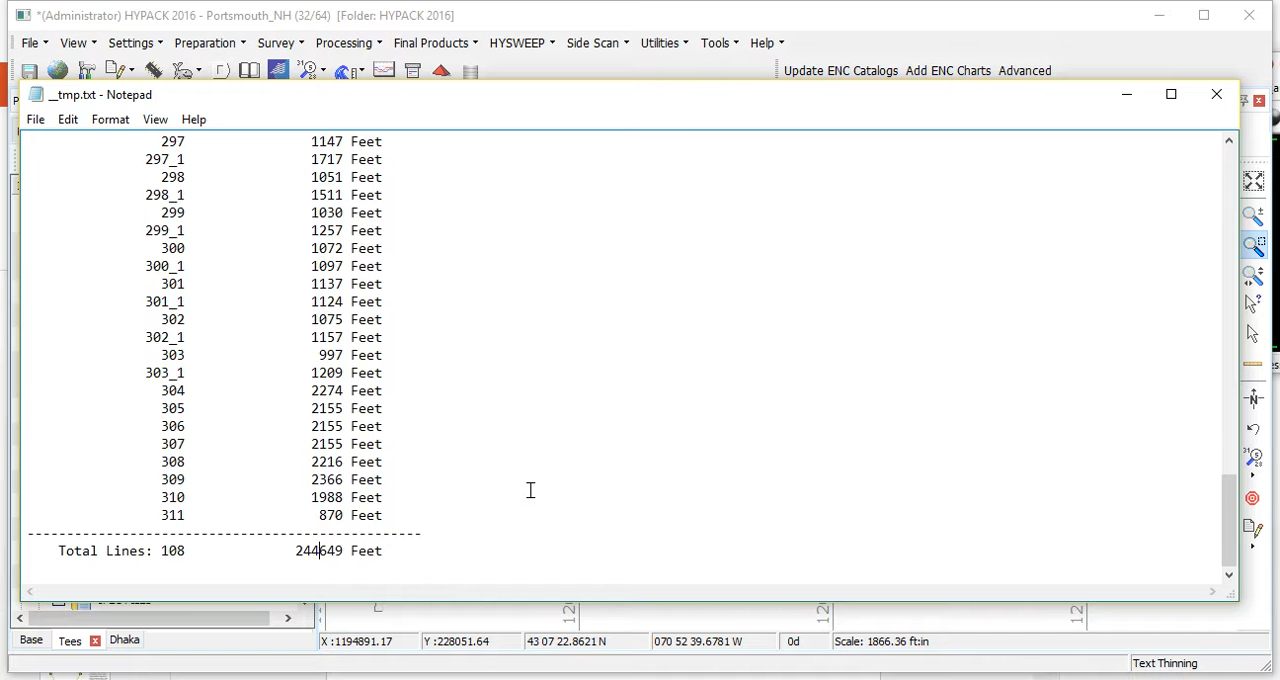 *(Administrator) HYPACK 2016 - Portsmouth_NH (32/64)  [Folder: HYPACK 2016]
File View Settings Preparation Survey Processing Final Products HYSWEEP Side Scan Utilities Tools Help
Update ENC Catalogs Add ENC Charts Advanced
__tmp.txt - Notepad
File Edit Format View Help
297 1147 Feet
297_1 1717 Feet
298 1051 Feet
298_1 1511 Feet
299 1030 Feet
299_1 1257 Feet
300 1072 Feet
300_1 1097 Feet
301 1137 Feet
301_1 1124 Feet
302 1075 Feet
302_1 1157 Feet
303 997 Feet
303_1 1209 Feet
304 2274 Feet
305 2155 Feet
306 2155 Feet
307 2155 Feet
308 2216 Feet
309 2366 Feet
310 1988 Feet
311 870 Feet
--------------------------------------------------
Total Lines: 108 244649 Feet
Base Tees Dhaka X :1194891.17 Y :228051.64 43 07 22.8621 N 070 52 39.6781 W 0d Scale: 1866.36 ft:in
Text Thinning